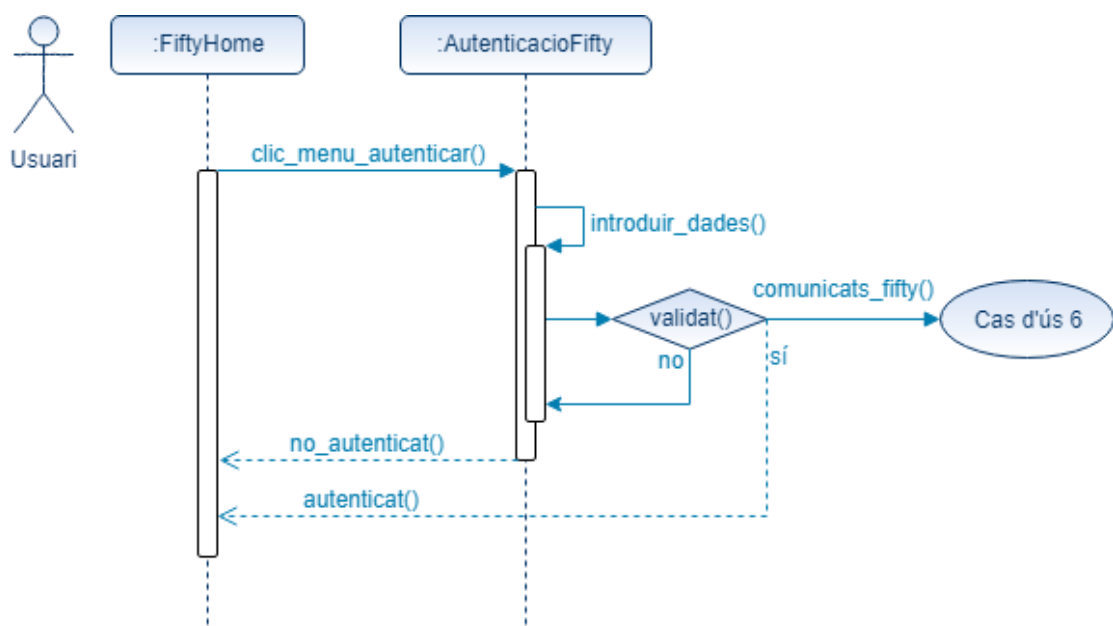 :FiftyHome
:AutenticacioFifty
Usuari
clic_menu_autenticar()
introduir_dades()
comunicats_fifty()
validat()
Cas d'ús 6
no
sí
no_autenticat()
autenticat()